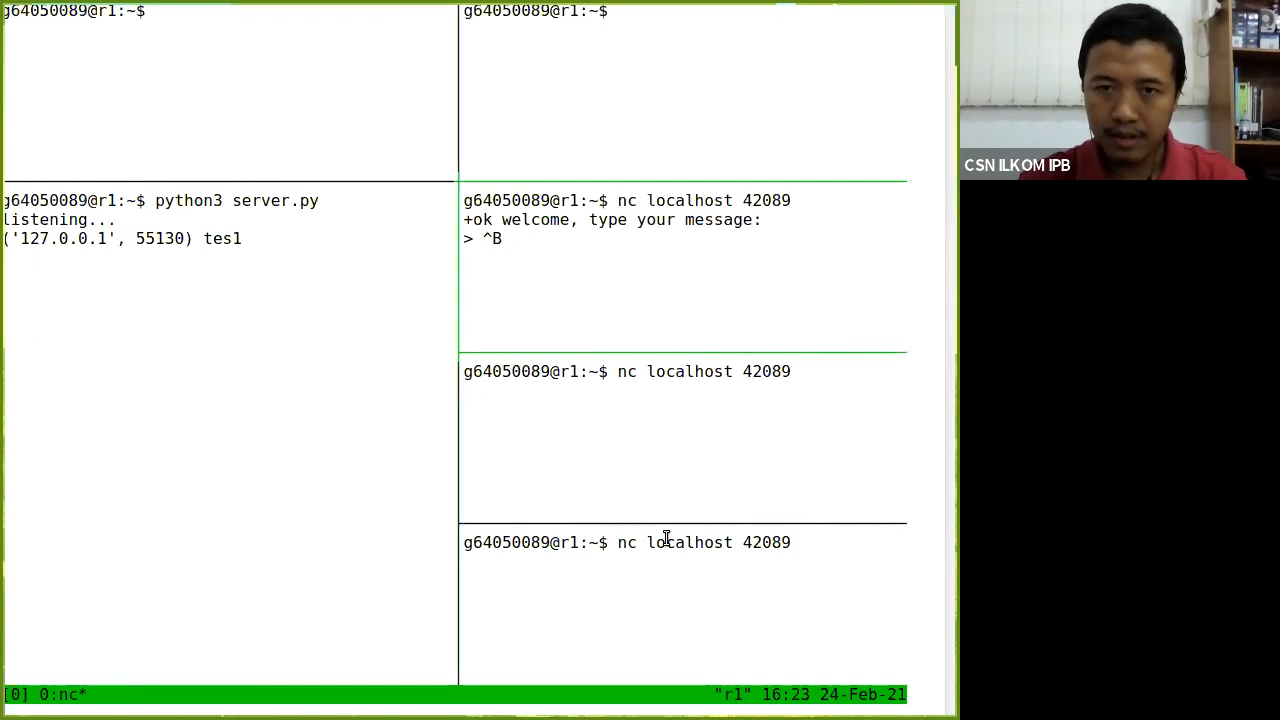 g64050089@r1:~$
g64050089@r1:~$
g64050089@r1:~$ python3 server.py
listening...
('127.0.0.1', 55130) tes1
g64050089@r1:~$ nc localhost 42089
+ok welcome, type your message:
> ^B
g64050089@r1:~$ nc localhost 42089
g64050089@r1:~$ nc localhost 42089
[0] 0:nc*
"r1" 16:23 24-Feb-21
CSN ILKOM IPB